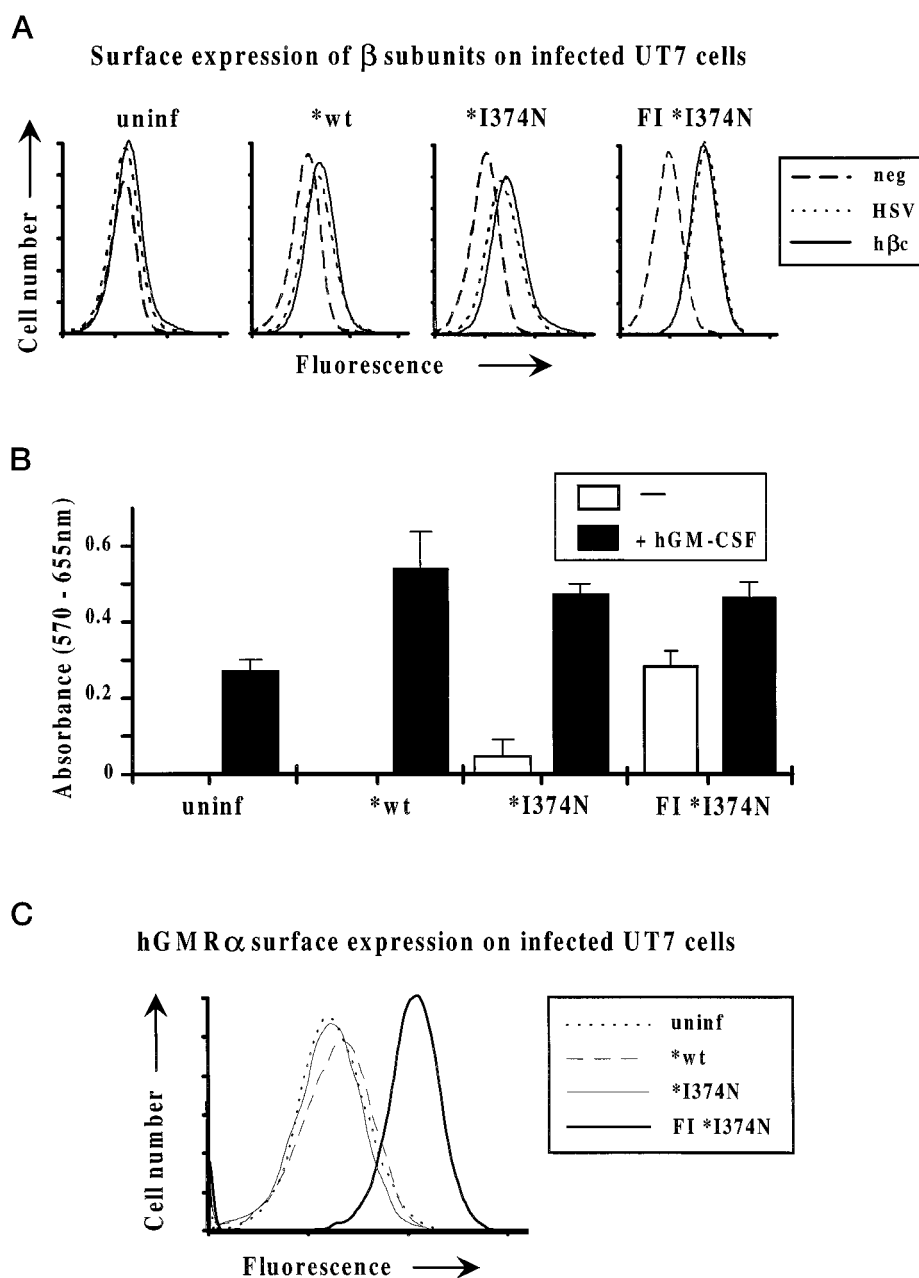 A
Surface expression of β subunits on infected UT7 cells
uninf
*wt
*I374N
FI *I374N
neg
HSV
hβc
Cell number
Fluorescence
B
—
+ hGM-CSF
Absorbance (570 - 655nm)
0.6
0.4
0.2
0
uninf
*wt
*I374N
FI *I374N
C
hGMRα surface expression on infected UT7 cells
uninf
*wt
*I374N
FI *I374N
Cell number
Fluorescence